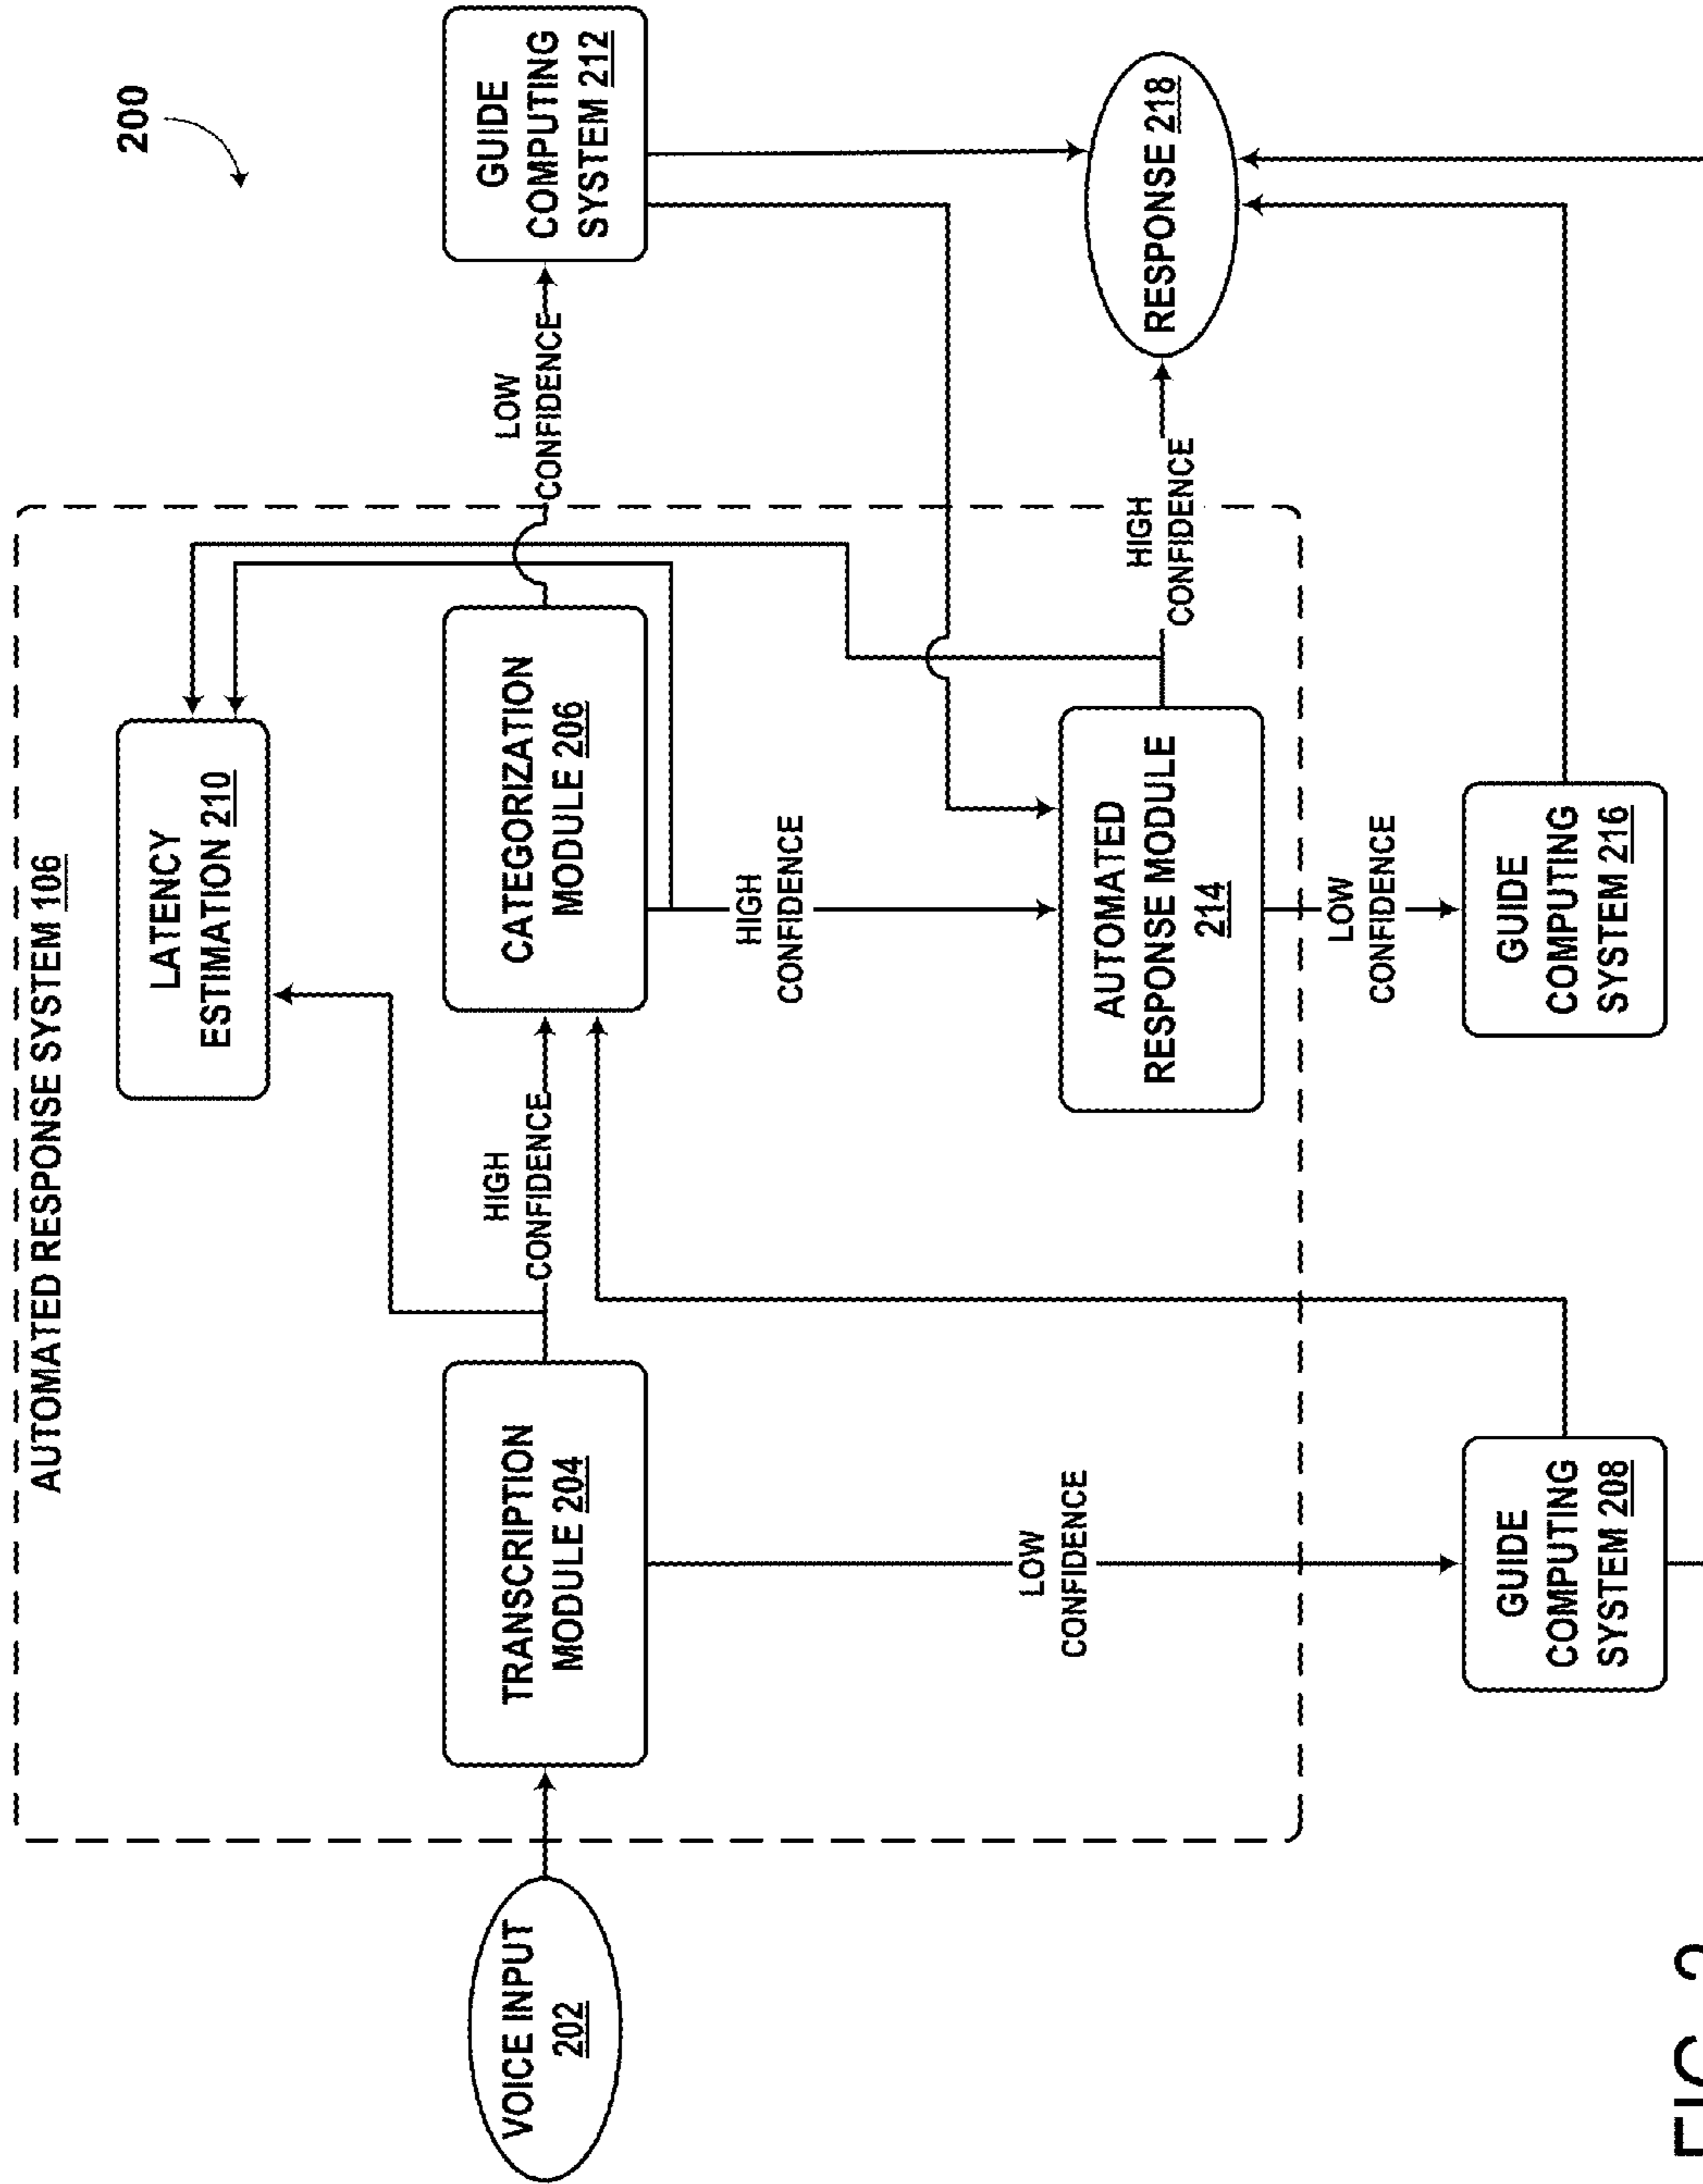 AUTOMATED RESPONSE SYSTEM 106
200
LATENCY
ESTIMATION 210
VOICE INPUT
202
TRANSCRIPTION
MODULE 204
HIGH
CONFIDENCE
CATEGORIZATION
MODULE 206
LOW
CONFIDENCE
GUIDE
COMPUTING
SYSTEM 212
HIGH
CONFIDENCE
LOW
CONFIDENCE
AUTOMATED
RESPONSE MODULE
214
HIGH
CONFIDENCE
RESPONSE 218
LOW
CONFIDENCE
GUIDE
COMPUTING
SYSTEM 208
GUIDE
COMPUTING
SYSTEM 216